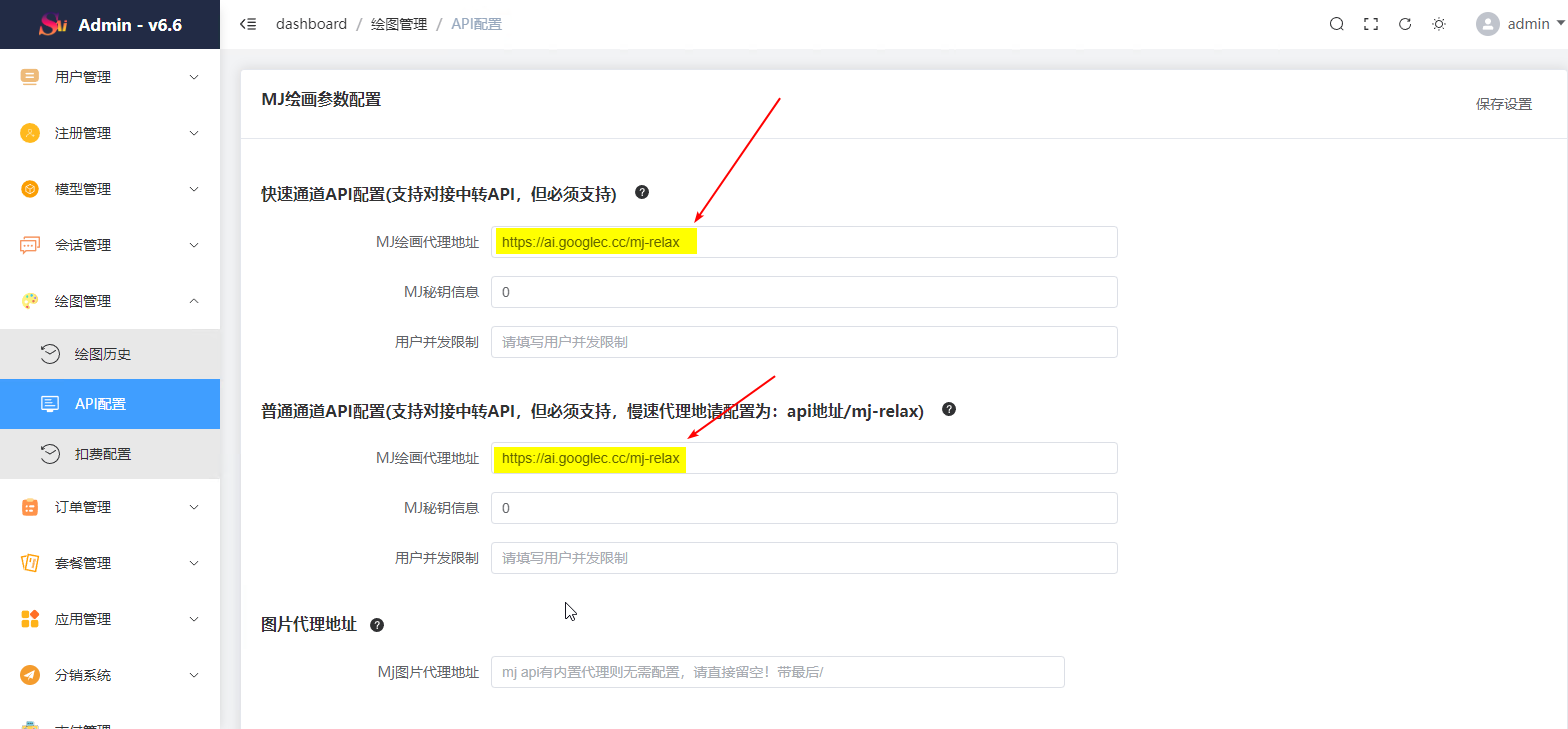 Admin - v6.6
dashboard / 绘图管理 / API配置
admin
用户管理
注册管理
模型管理
会话管理
绘图管理
绘图历史
API配置
扣费配置
订单管理
套餐管理
应用管理
分销系统
支付管理
MJ绘画参数配置
保存设置
快速通道API配置(支持对接中转API，但必须支持)
MJ绘画代理地址 https://ai.googlec.cc/mj-relax
MJ秘钥信息 0
用户并发限制 请填写用户并发限制
普通通道API配置(支持对接中转API，但必须支持，慢速代理地请配置为：api地址/mj-relax)
MJ绘画代理地址 https://ai.googlec.cc/mj-relax
MJ秘钥信息 0
用户并发限制 请填写用户并发限制
图片代理地址
Mj图片代理地址 mj api有内置代理则无需配置，请直接留空！带最后/